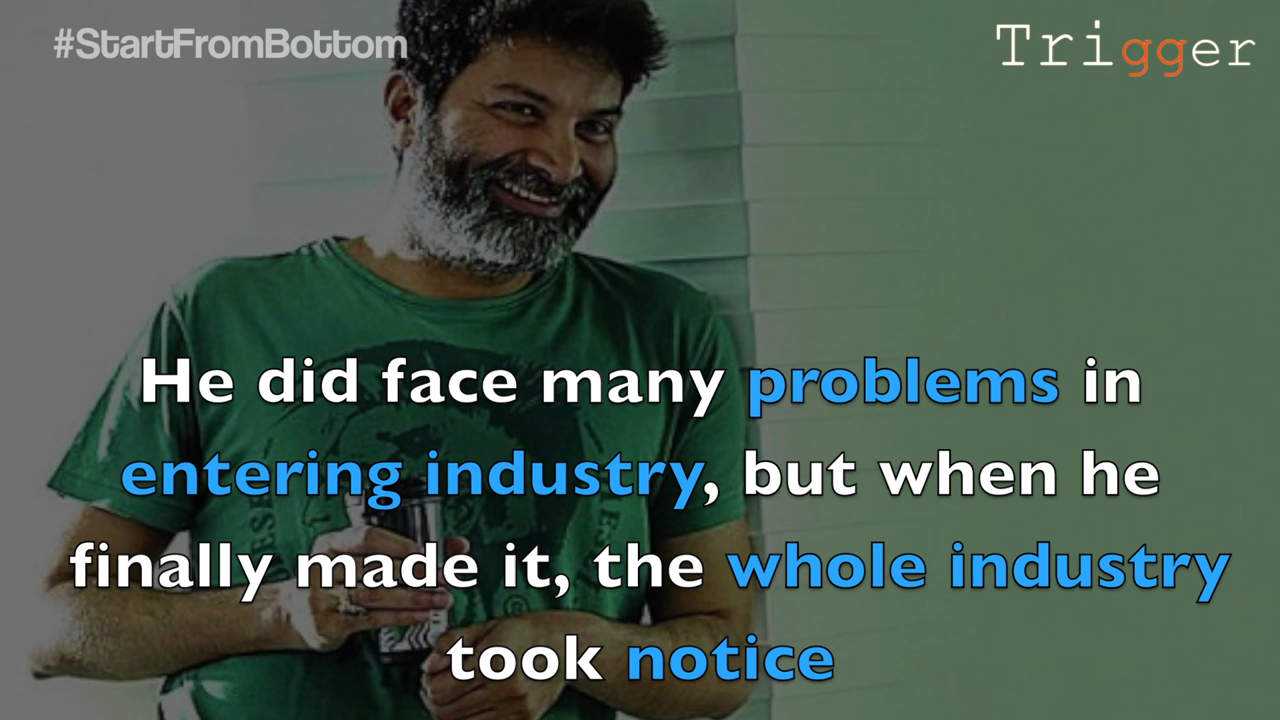 #StartFromBottom
Trigger
He did face many problems in
entering industry, but when he
finally made it, the whole industry
took notice